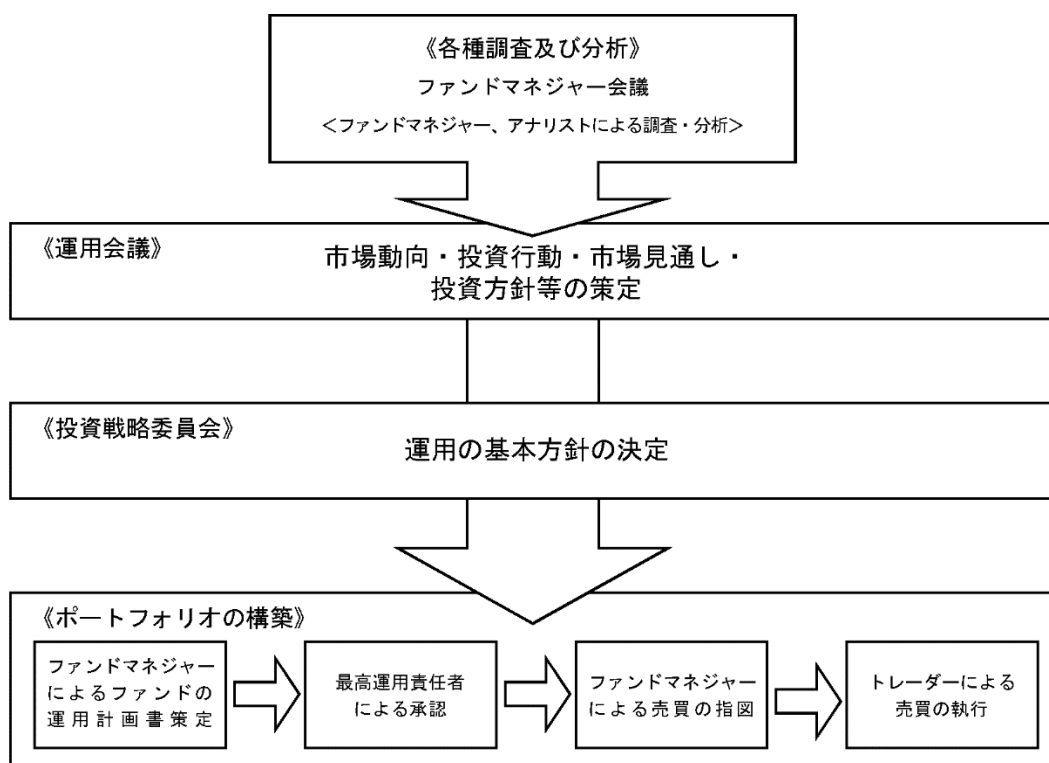 《各種調査及び分析》
ファンドマネジャー会議
＜ファンドマネジャー、アナリストによる調査・分析＞
《運用会議》
市場動向・投資行動・市場見通し・
投資方針等の策定
《投資戦略委員会》
運用の基本方針の決定
《ポートフォリオの構築》
ファンドマネジャー
によるファンドの
運用計画書策定
最高運用責任者
による承認
ファンドマネジャー
による売買の指図
トレーダーによる
売買の執行